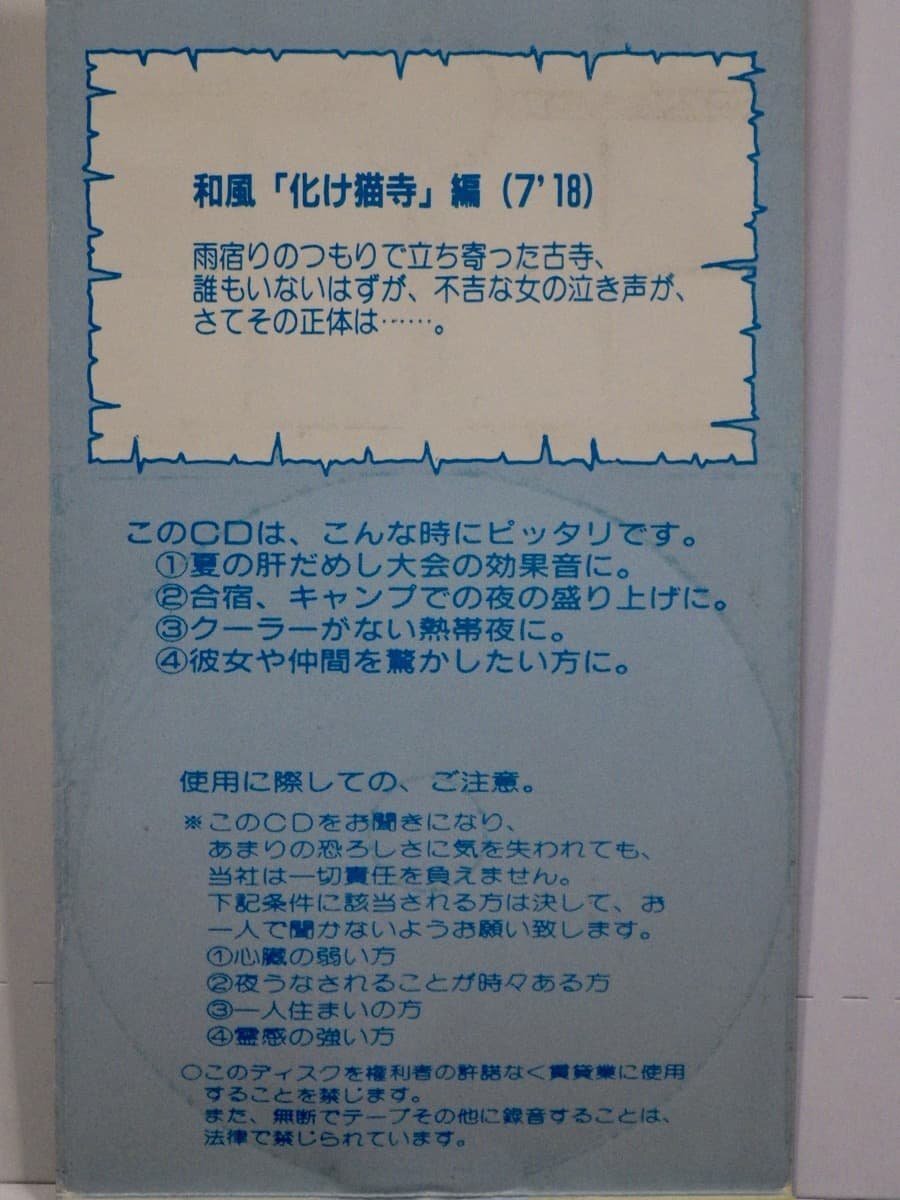 和風「化け猫寺」編（7’18）
雨宿りのつもりで立ち寄った古寺、
誰もいないはずが、不吉な女の泣き声が、
さてその正体は……。
このCDは、こんな時にピッタリです。
①夏の肝だめし大会の効果音に。
②合宿、キャンプでの夜の盛り上げに。
③クーラーがない熱帯夜に。
④彼女や仲間を驚かしたい方に。
使用に際しての、ご注意。
※このCDをお聞きになり、
あまりの恐ろしさに気を失われても、
当社は一切責任を負えません。
下記条件に該当される方は決して、お
一人で聞かないようお願い致します。
①心臓の弱い方
②夜うなされることが時々ある方
③一人住まいの方
④霊感の強い方
○このディスクを権利者の許諾なく賃貸業に使用
することを禁じます。
また、無断でテープその他に録音することは、
法律で禁じられています。